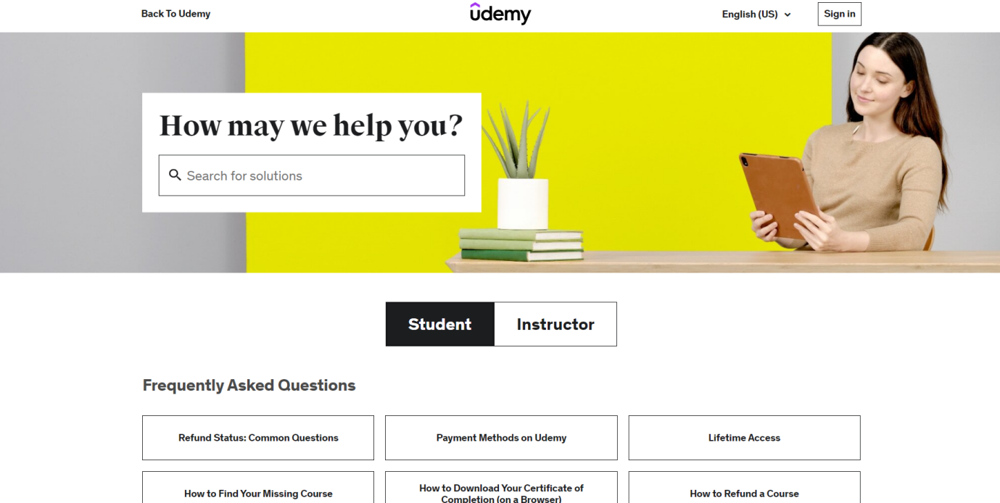 Back To Udemy
udemy
English (US)
Sign in
How may we help you?
Search for solutions
Student
Instructor
Frequently Asked Questions
Refund Status: Common Questions
Payment Methods on Udemy
Lifetime Access
How to Find Your Missing Course
How to Download Your Certificate of
Completion (on a Browser)
How to Refund a Course